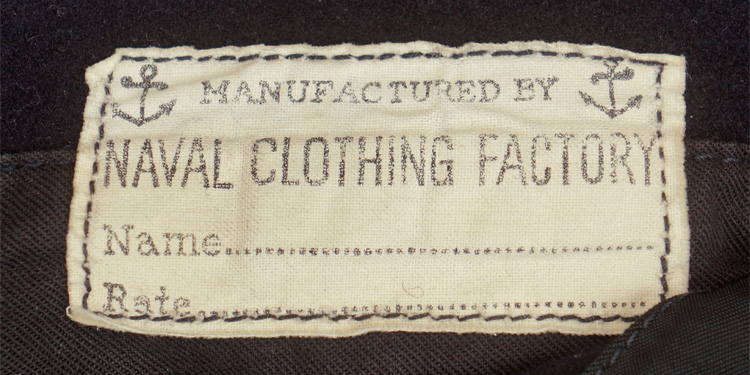 MANUFACTURED BY
NAVAL CLOTHING FACTORY
Name........................................
Rate........................................